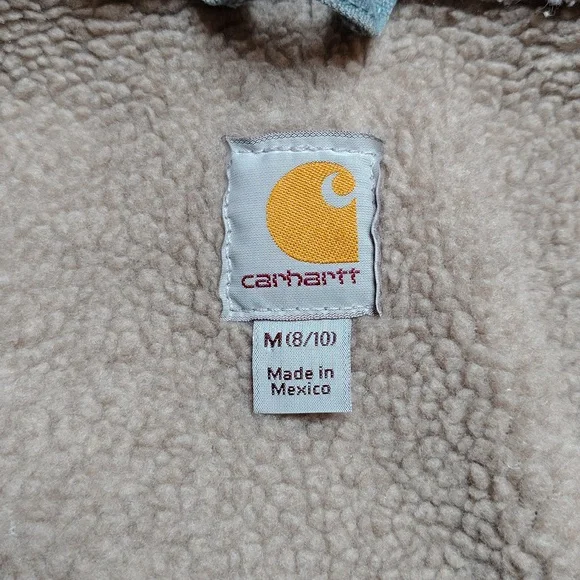 carhartt
M (8/10)
Made in
Mexico